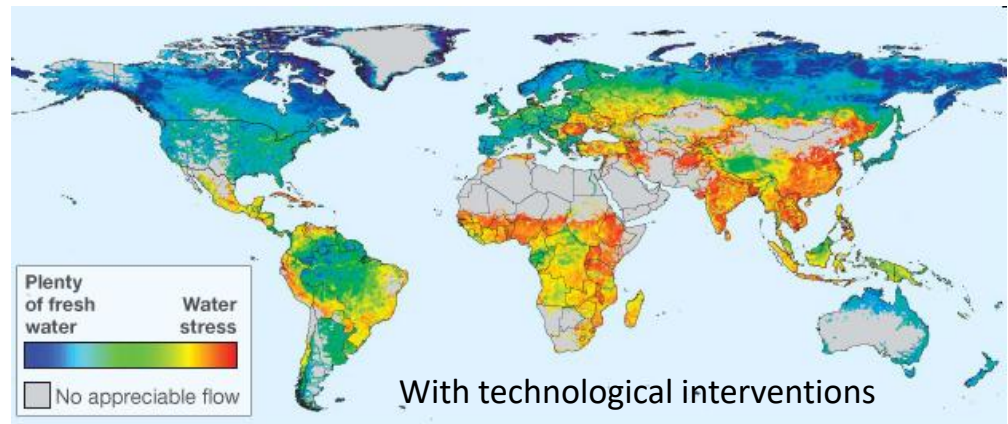 Plenty
of fresh
water
Water
stress
No appreciable flow
With technological interventions